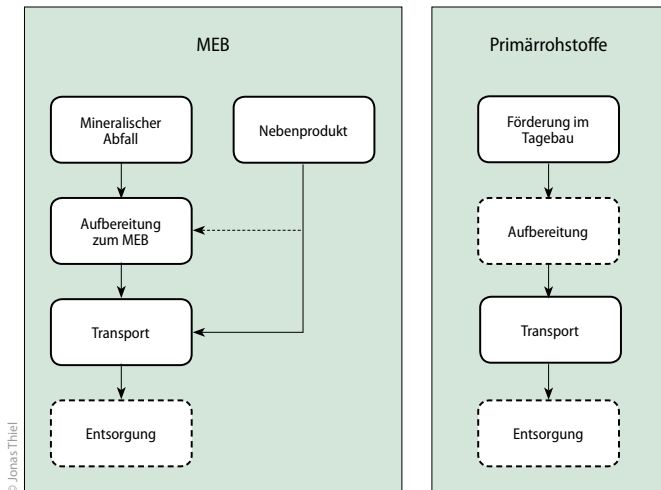 MEB
Mineralischer
Abfall
Nebenprodukt
Aufbereitung
zum MEB
Transport
Entsorgung
Primärrohstoffe
Förderung im
Tagebau
Aufbereitung
Transport
Entsorgung
© Jonas Thiel